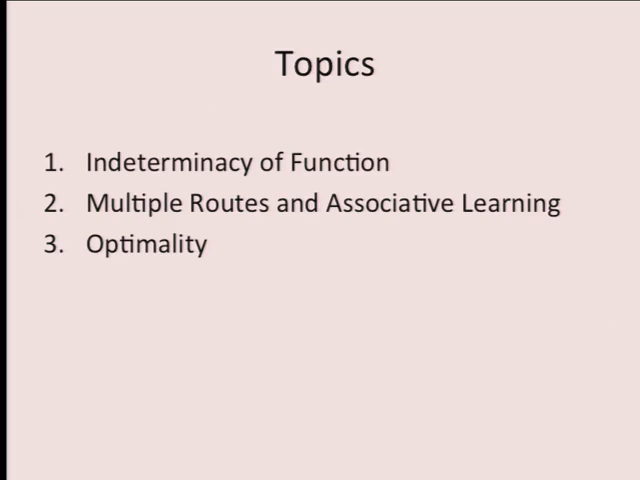 Topics
1. Indeterminacy of Function
2. Multiple Routes and Associative Learning
3. Optimality